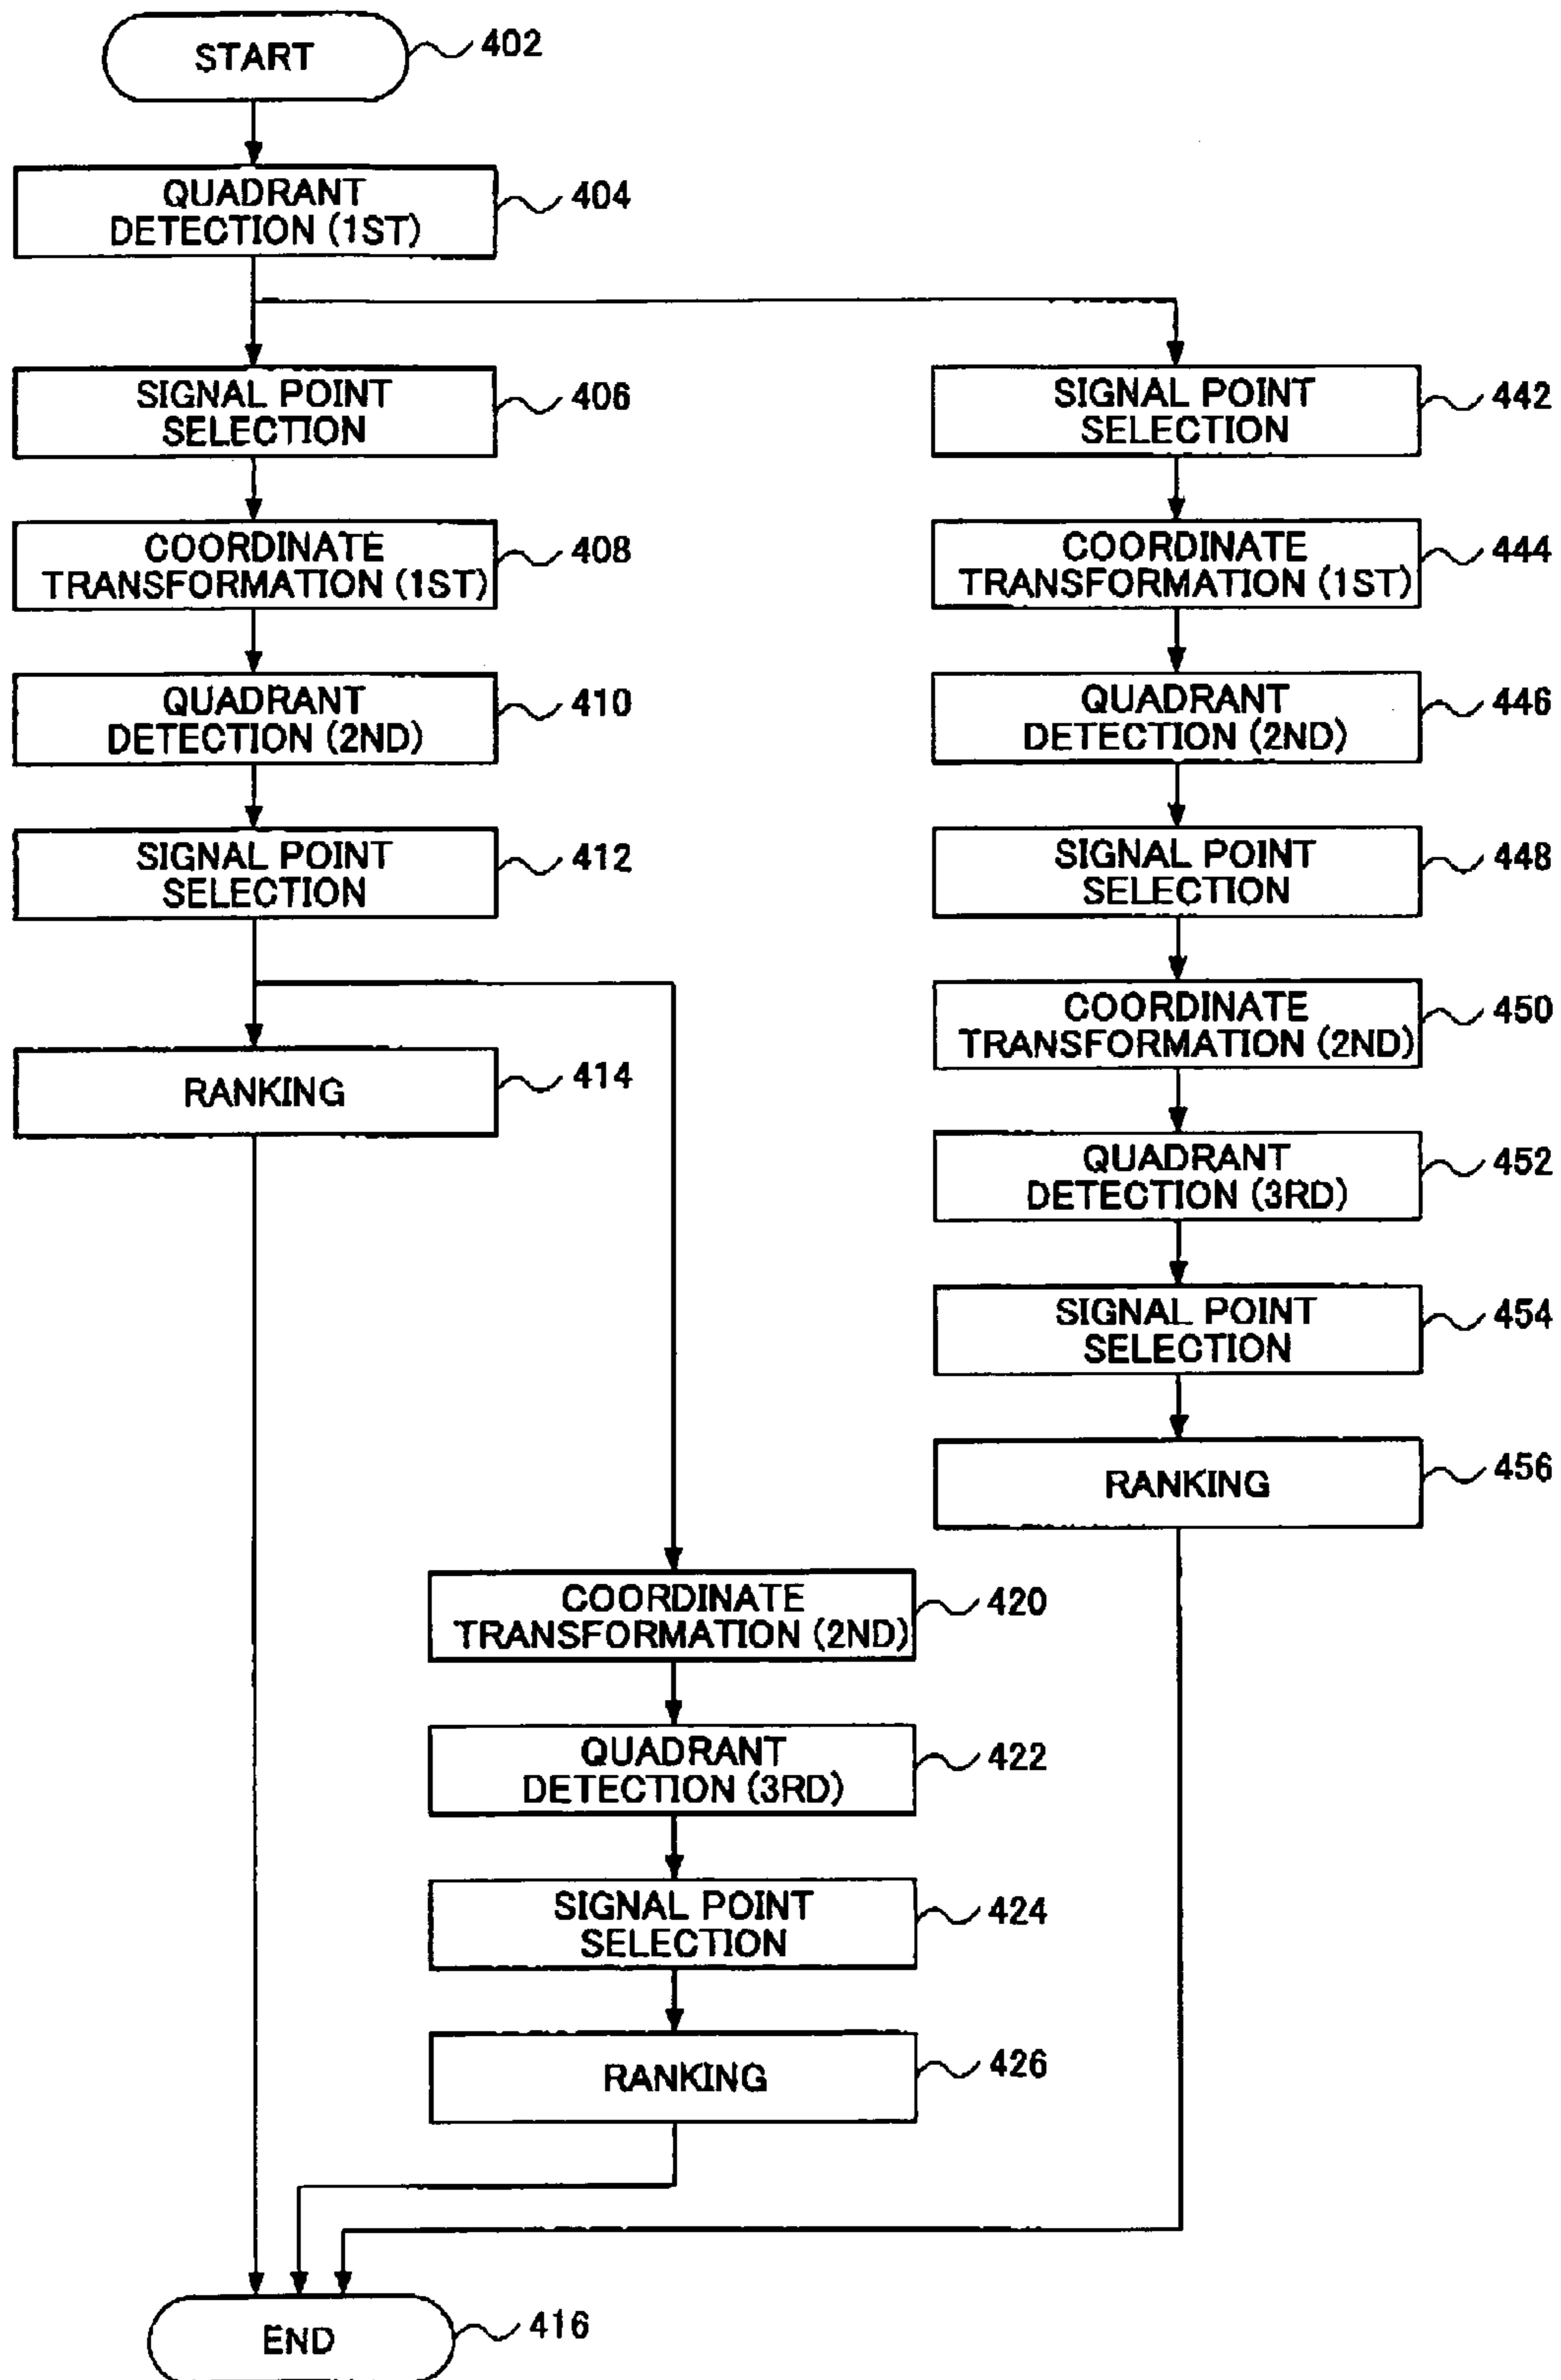 START
402
QUADRANT
DETECTION (1ST)
404
SIGNAL POINT
SELECTION
406
COORDINATE
TRANSFORMATION (1ST)
408
QUADRANT
DETECTION (2ND)
410
SIGNAL POINT
SELECTION
412
RANKING
414
SIGNAL POINT
SELECTION
442
COORDINATE
TRANSFORMATION (1ST)
444
QUADRANT
DETECTION (2ND)
446
SIGNAL POINT
SELECTION
448
COORDINATE
TRANSFORMATION (2ND)
450
QUADRANT
DETECTION (3RD)
452
SIGNAL POINT
SELECTION
454
RANKING
456
COORDINATE
TRANSFORMATION (2ND)
420
QUADRANT
DETECTION (3RD)
422
SIGNAL POINT
SELECTION
424
RANKING
426
END
416